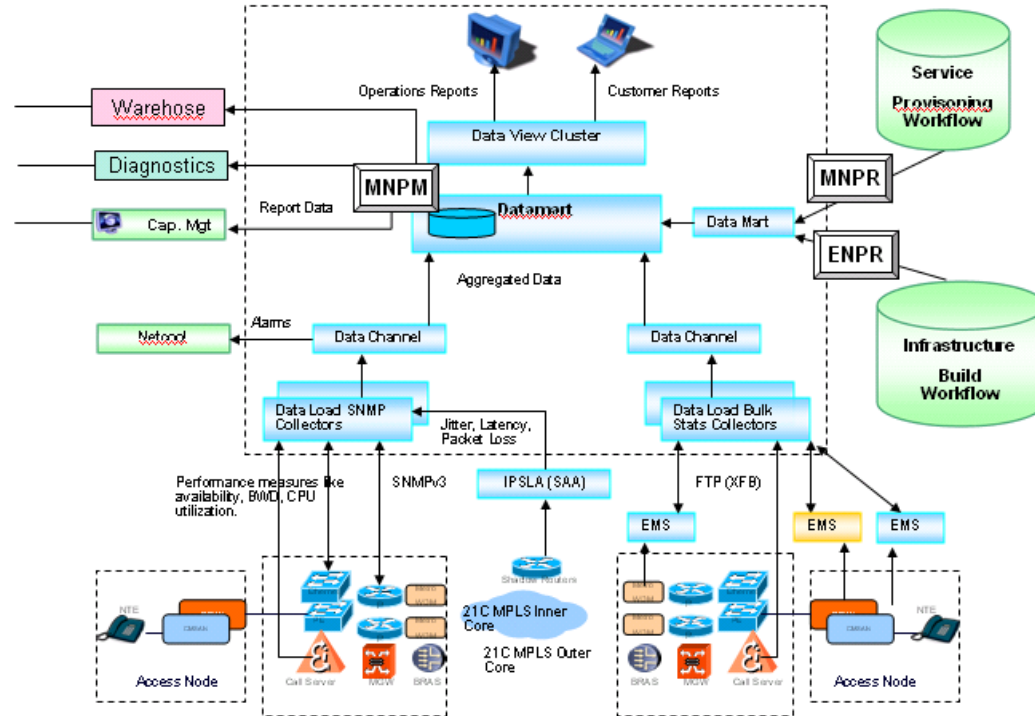 Service
Provisoning
Workflow
Operations Reports
Customer Reports
Warehose
Data View Cluster
Diagnostics
MNPM
MNPR
Report Data
Datamart
Cap. Mgt
Data Mart
ENPR
Aggregated Data
Alarms
Netcool
Data Channel
Data Channel
Infrastructure
Build
Workflow
Data Load SNMP
Collectors
Data Load Bulk
Stats Collectors
Jitter, Latency,
Packet Loss
Performance measures like
availability, BWD, CPU
utilization.
SNMPv3
IPSLA (SAA)
FTP (XFB)
EMS
EMS
EMS
Shadow Routers
NTE
21C MPLS Inner
Core
NTE
21C MPLS Outer
Core
Access Node
Call Server
MGW
BRAS
BRAS
MGW
Call Server
Access Node